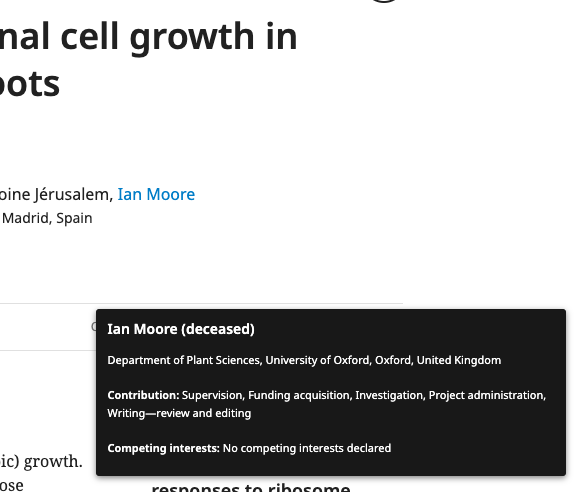 nal cell growth in
oots
oine Jérusalem, Ian Moore
Madrid, Spain
Ian Moore (deceased)
Department of Plant Sciences, University of Oxford, Oxford, United Kingdom
Contribution: Supervision, Funding acquisition, Investigation, Project administration,
Writing—review and editing
Competing interests: No competing interests declared
ic) growth.
ose
responses to ribosome